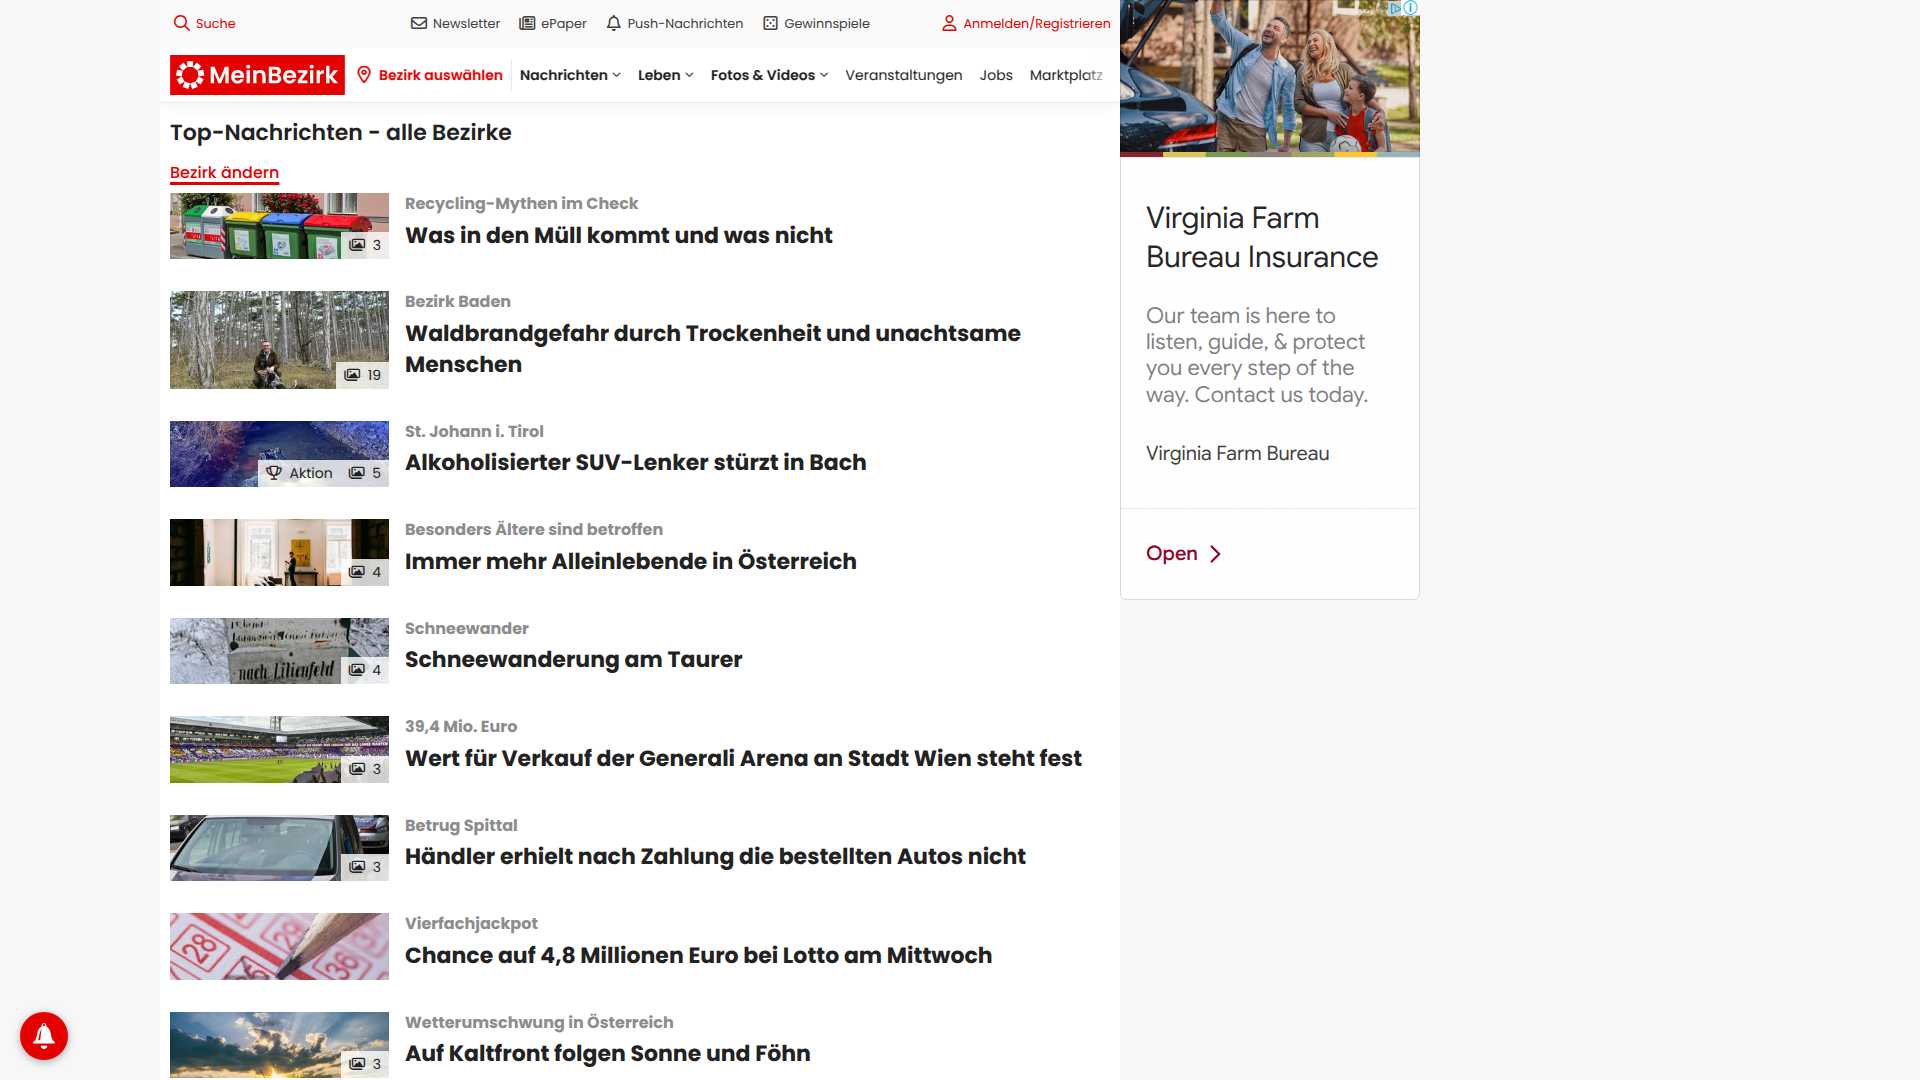 Suche
Newsletter
ePaper
Push-Nachrichten
Gewinnspiele
Anmelden/Registrieren
MeinBezirk
Bezirk auswählen
Nachrichten
Leben
Fotos & Videos
Veranstaltungen
Jobs
Marktplatz
Top-Nachrichten - alle Bezirke
Bezirk ändern
3
Recycling-Mythen im Check
Was in den Müll kommt und was nicht
19
Bezirk Baden
Waldbrandgefahr durch Trockenheit und unachtsame
Menschen
Aktion 5
St. Johann i. Tirol
Alkoholisierter SUV-Lenker stürzt in Bach
4
Besonders Ältere sind betroffen
Immer mehr Alleinlebende in Österreich
nach Lilienfeld
4
Schneewander
Schneewanderung am Taurer
3
39,4 Mio. Euro
Wert für Verkauf der Generali Arena an Stadt Wien steht fest
3
Betrug Spittal
Händler erhielt nach Zahlung die bestellten Autos nicht
28
29
36
Vierfachjackpot
Chance auf 4,8 Millionen Euro bei Lotto am Mittwoch
3
Wetterumschwung in Österreich
Auf Kaltfront folgen Sonne und Föhn
Virginia Farm
Bureau Insurance
Our team is here to
listen, guide, & protect
you every step of the
way. Contact us today.
Virginia Farm Bureau
Open